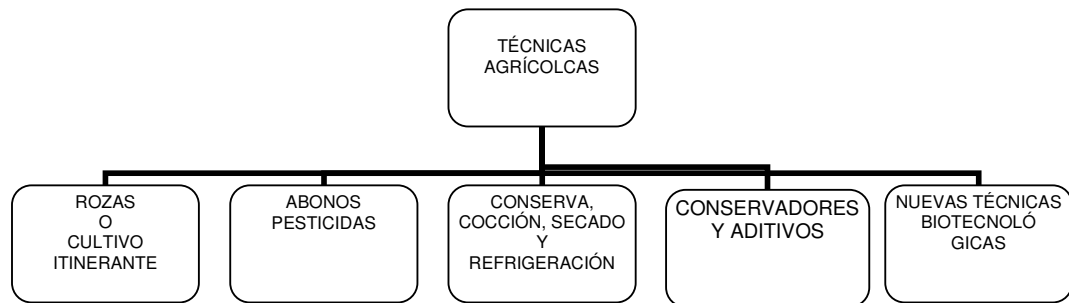 TÉCNICAS
AGRÍCOLCAS
ROZAS
O
CULTIVO
ITINERANTE
ABONOS
PESTICIDAS
CONSERVA,
COCCIÓN, SECADO
Y
REFRIGERACIÓN
CONSERVADORES
Y ADITIVOS
NUEVAS TÉCNICAS
BIOTECNOLÓ
GICAS